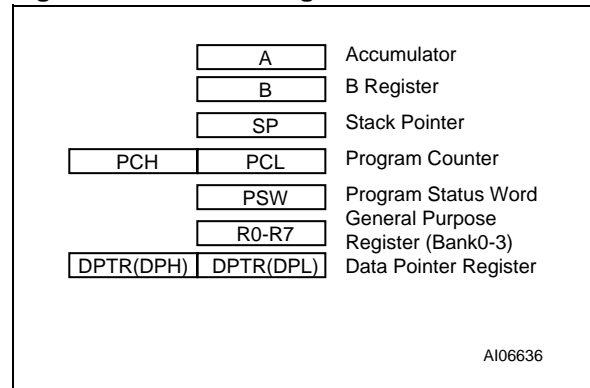 A Accumulator
B B Register
SP Stack Pointer
PCH PCL Program Counter
PSW Program Status Word
R0-R7 General Purpose
Register (Bank0-3)
DPTR(DPH) DPTR(DPL) Data Pointer Register
AI06636